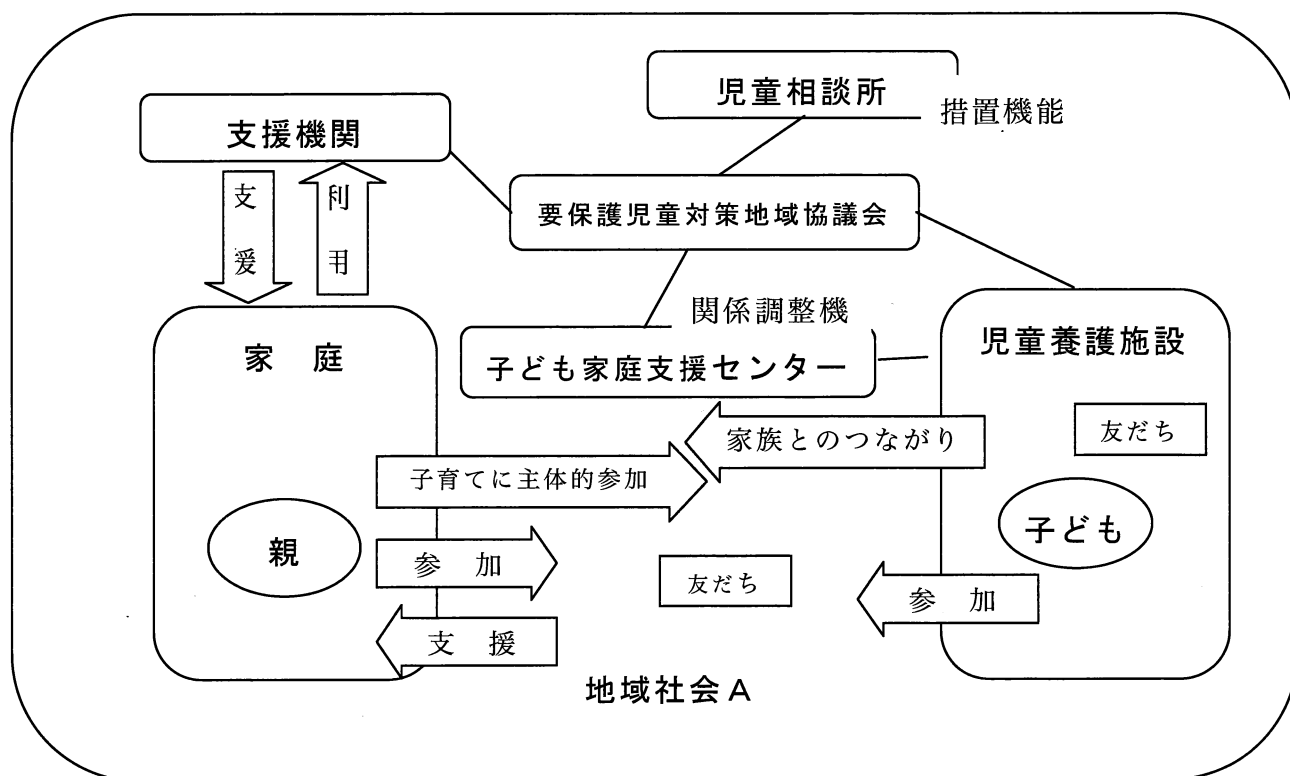 児童相談所
措置機能
支援機関
支援
利用
要保護児童対策地域協議会
関係調整機
子ども家庭支援センター
家　庭
児童養護施設
友だち
家族とのつながり
子育てに主体的参加
子ども
親
参　加
友だち
参　加
支　援
地域社会A